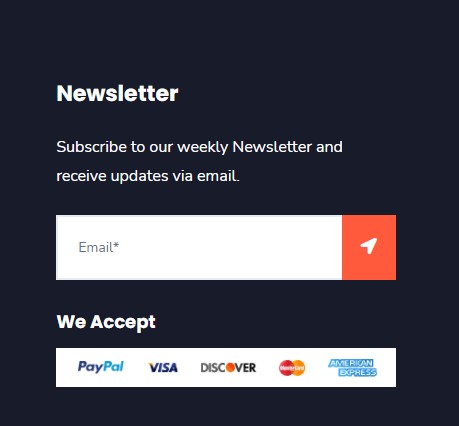 Newsletter
Subscribe to our weekly Newsletter and
receive updates via email.
Email*
We Accept
PayPal VISA DISCOVER MasterCard AMERICAN EXPRESS